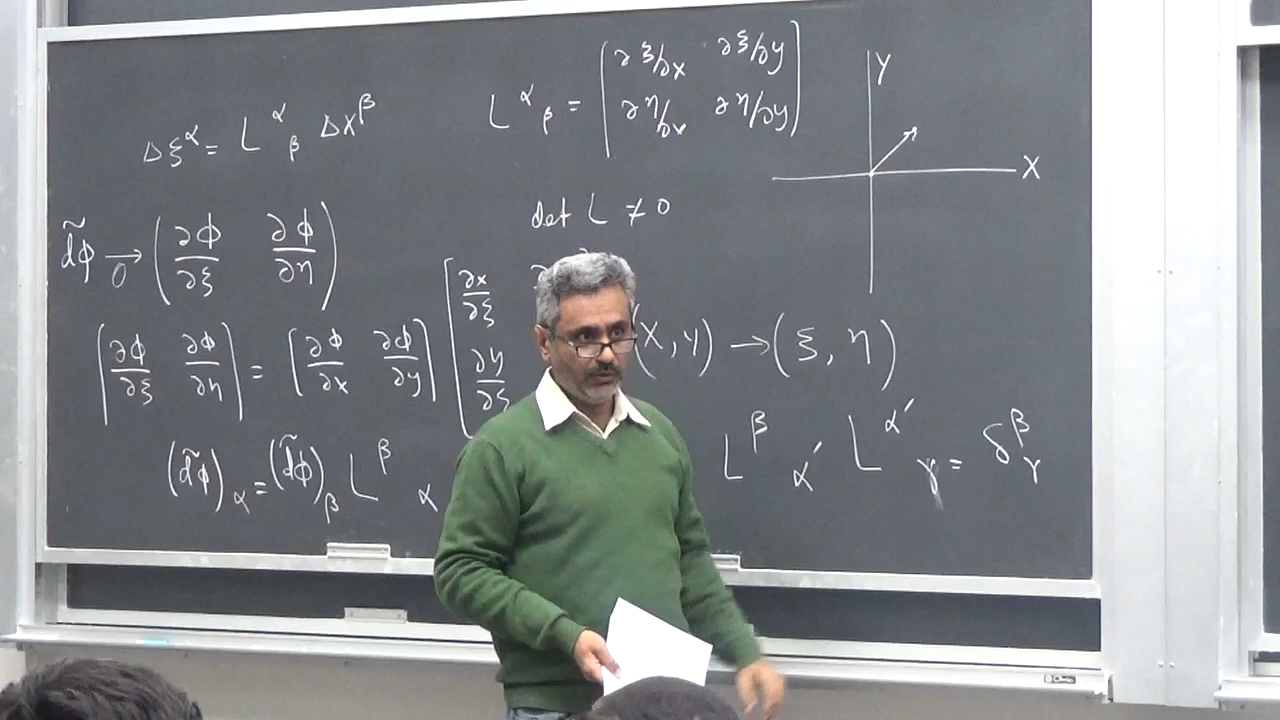 Δξ^α = L^α_β Δx^β
L^α_β = ( ∂ξ/∂x ∂ξ/∂y
∂η/∂x ∂η/∂y )
Y
X
det L ≠ 0
d̃ϕ →_O ( ∂ϕ/∂ξ ∂ϕ/∂η )
( ∂ϕ/∂ξ ∂ϕ/∂η ) = [ ∂ϕ/∂x ∂ϕ/∂y ] [ ∂x/∂ξ
∂y/∂ξ
(x, y) → (ξ, η)
(d̃ϕ)_α = (d̃ϕ)_β L^β_α
L^β_α′ L^α′_γ = δ^β_γ